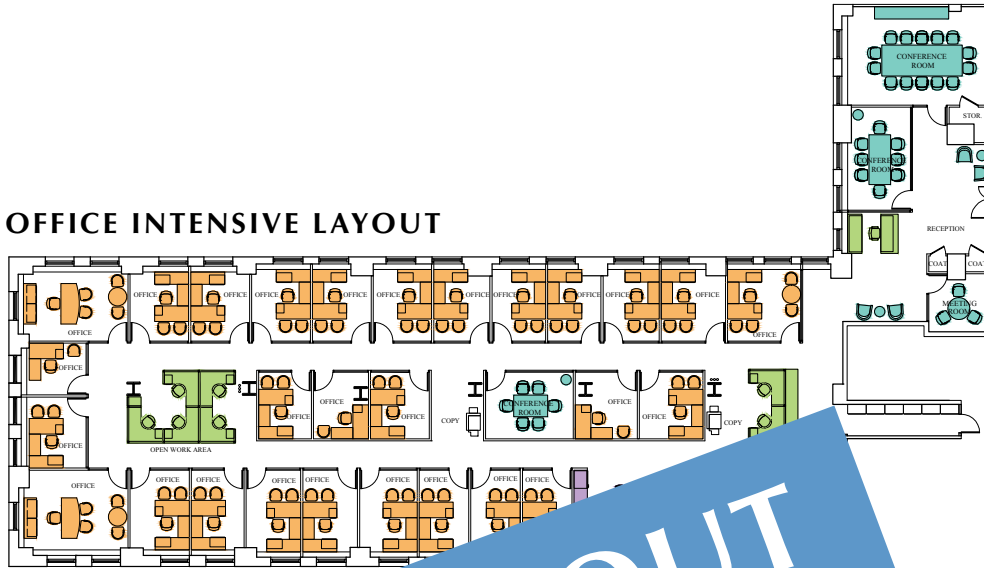 CONFERENCE
ROOM
STOR.
CONFERENCE
ROOM
OFFICE INTENSIVE LAYOUT
RECEPTION
COAT COAT
MEETING
ROOM
OFFICE OFFICE OFFICE OFFICE OFFICE OFFICE OFFICE OFFICE OFFICE OFFICE
OFFICE OFFICE
OFFICE
OFFICE OFFICE OFFICE
CONFERENCE
ROOM
OFFICE OFFICE
COPY COPY
OFFICE
OPEN WORK AREA
OFFICE OFFICE OFFICE OFFICE OFFICE OFFICE OFFICE OFFICE OFFICE
OUT